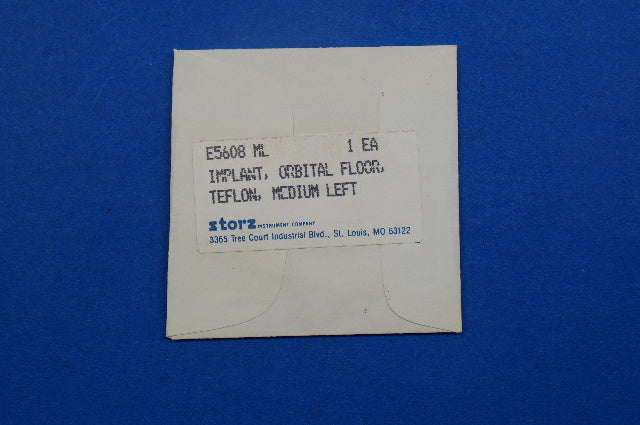 E5608 ML 1 EA
IMPLANT, ORBITAL FLOOR,
TEFLON, MEDIUM LEFT
storz INSTRUMENT COMPANY
3365 Tree Court Industrial Blvd., St. Louis, MO 63122